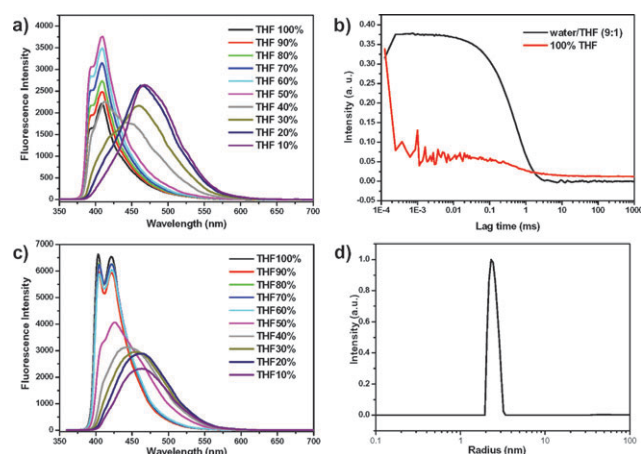 a)
Fluorescence Intensity
4000
3500
3000
2500
2000
1500
1000
500
0
350 400 450 500 550 600 650 700
Wavelength (nm)
THF 100%
THF 90%
THF 80%
THF 70%
THF 60%
THF 50%
THF 40%
THF 30%
THF 20%
THF 10%
b)
Intensity (a. u.)
0.40
0.35
0.30
0.25
0.20
0.15
0.10
0.05
0.00
-0.05
1E-4 1E-3 0.01 0.1 1 10 100 1000
Lag time (ms)
water/THF (9:1)
100% THF
c)
Fluorescence Intensity
7000
6000
5000
4000
3000
2000
1000
0
350 400 450 500 550 600 650 700
Wavelength (nm)
THF100%
THF90%
THF80%
THF70%
THF60%
THF50%
THF40%
THF30%
THF20%
THF10%
d)
Intensity (a.u.)
1.0
0.8
0.6
0.4
0.2
0.0
0.1 1 10 100
Radius(nm)